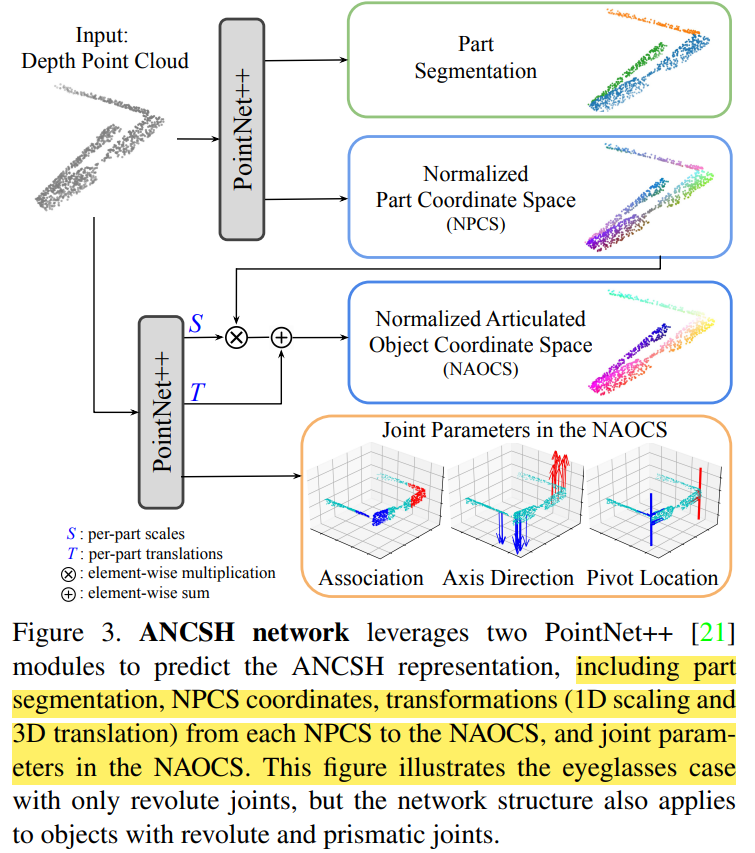 Input:
Depth Point Cloud
PointNet++
Part
Segmentation
Normalized
Part Coordinate Space
(NPCS)
PointNet++
S
T
Normalized Articulated
Object Coordinate Space
(NAOCS)
Joint Parameters in the NAOCS
Association
Axis Direction
Pivot Location
S : per-part scales
T : per-part translations
⊗ : element-wise multiplication
⊕ : element-wise sum
Figure 3. ANCSH network leverages two PointNet++ [21]
modules to predict the ANCSH representation, including part
segmentation, NPCS coordinates, transformations (1D scaling and
3D translation) from each NPCS to the NAOCS, and joint param-
eters in the NAOCS. This figure illustrates the eyeglasses case
with only revolute joints, but the network structure also applies
to objects with revolute and prismatic joints.